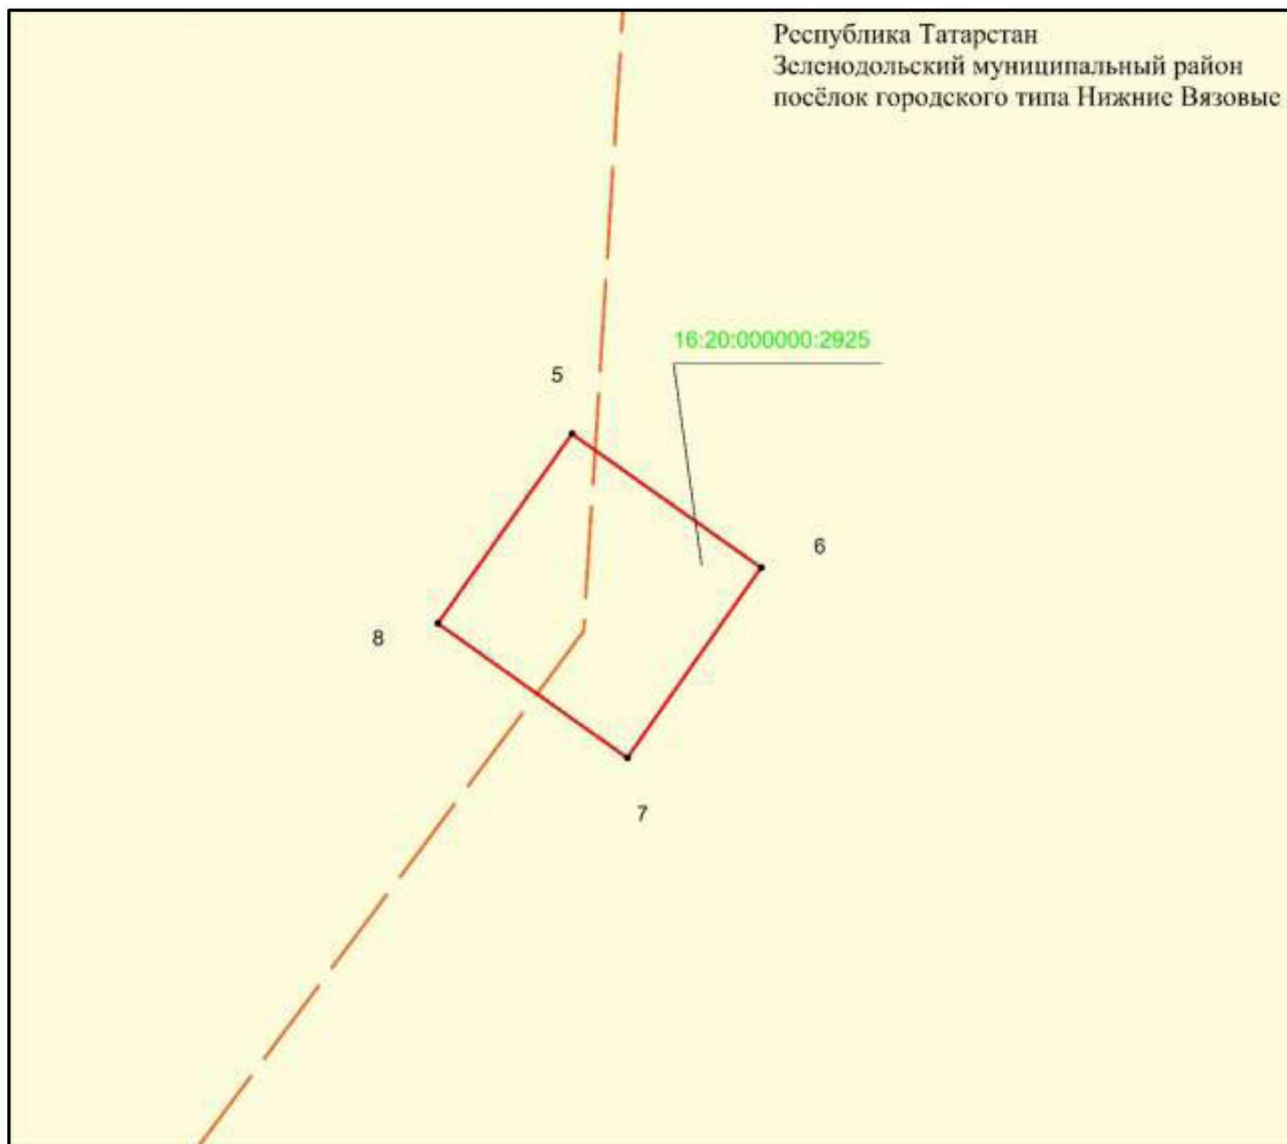 Республика Татарстан
Зеленодольский муниципальный район
посёлок городского типа Нижние Вязовые
16:20:000000:2925
5
6
8
7